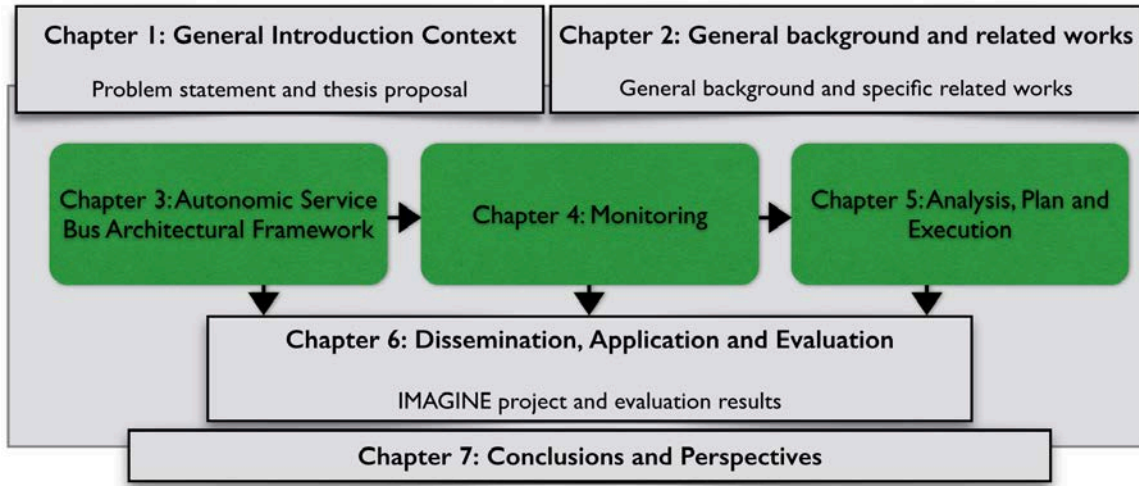 Chapter 1: General Introduction Context
Problem statement and thesis proposal
Chapter 2: General background and related works
General background and specific related works
Chapter 3: Autonomic Service
Bus Architectural Framework
Chapter 4: Monitoring
Chapter 5: Analysis, Plan and
Execution
Chapter 6: Dissemination, Application and Evaluation
IMAGINE project and evaluation results
Chapter 7: Conclusions and Perspectives